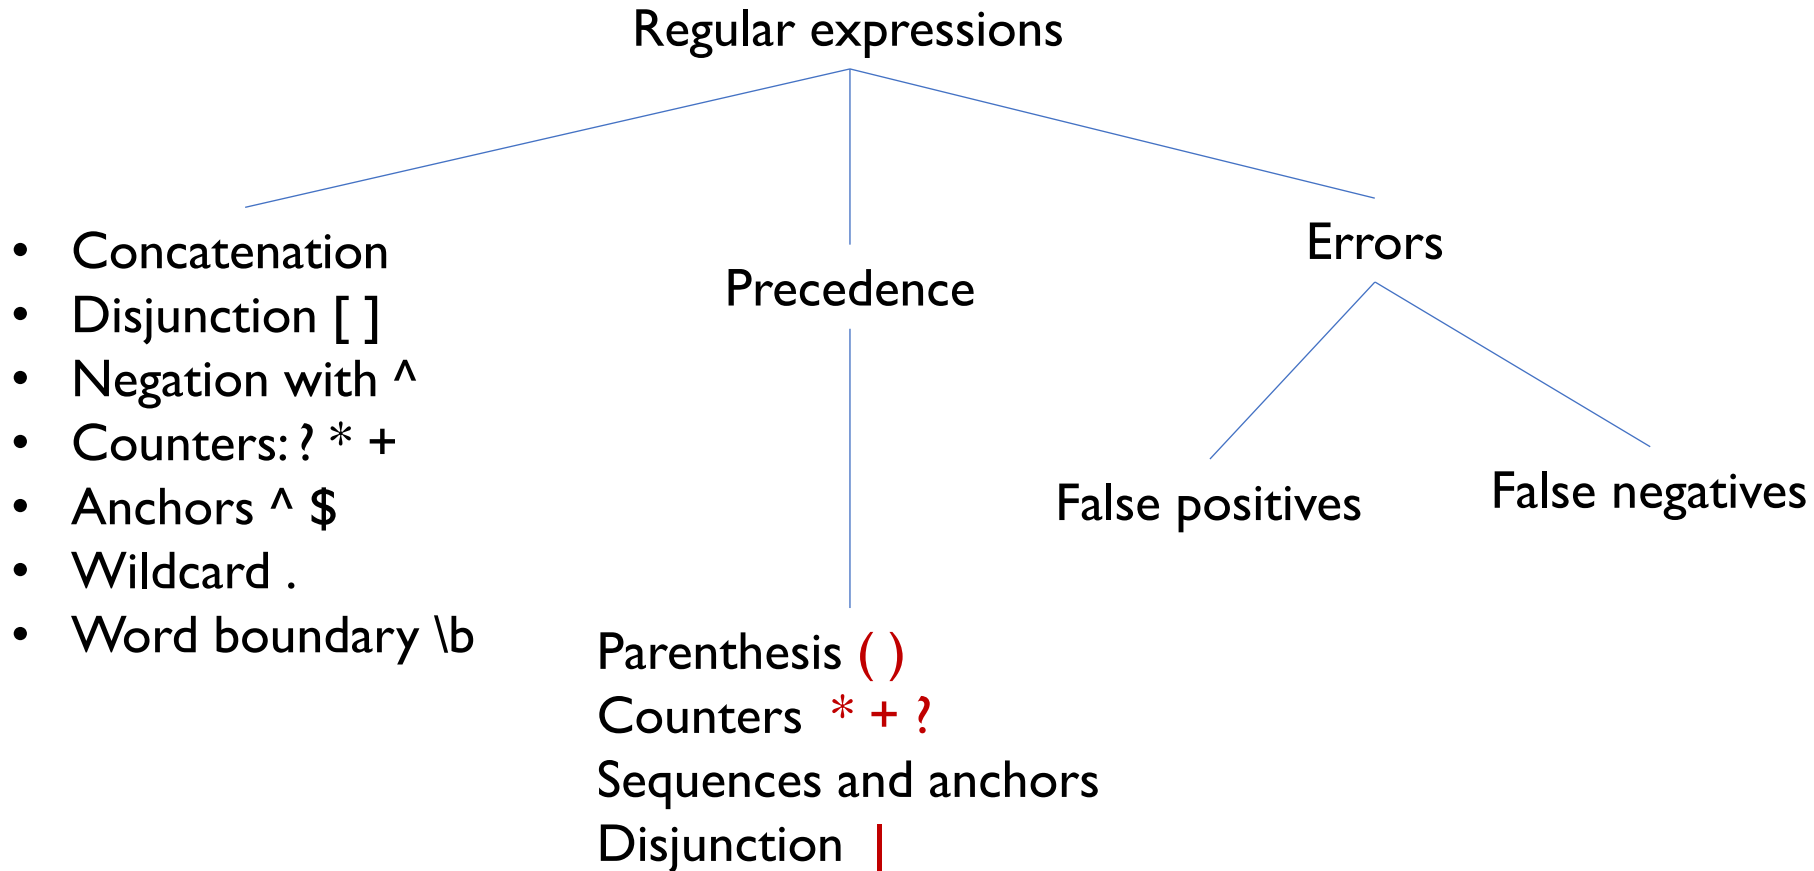 Regular expressions
• Concatenation
• Disjunction [ ]
• Negation with ^
• Counters: ? * +
• Anchors ^ $
• Wildcard .
• Word boundary \b
Precedence
Parenthesis ( )
Counters * + ?
Sequences and anchors
Disjunction |
Errors
False positives
False negatives